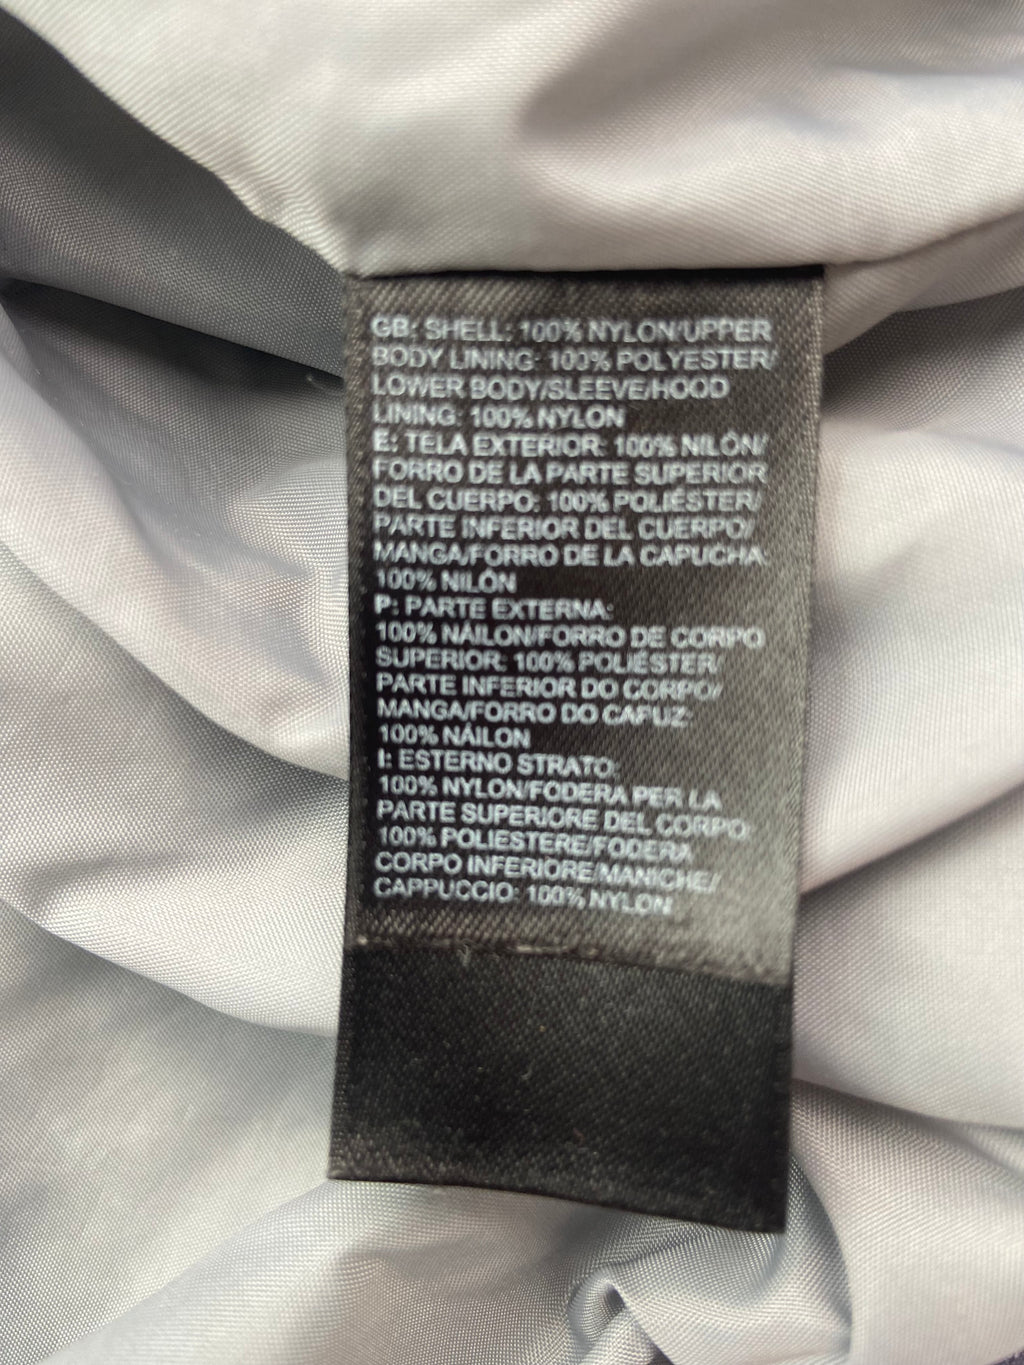 GB: SHELL: 100% NYLON/UPPER
BODY LINING: 100% POLYESTER/
LOWER BODY/SLEEVE/HOOD
LINING: 100% NYLON
E: TELA EXTERIOR: 100% NILÓN/
FORRO DE LA PARTE SUPERIOR
DEL CUERPO: 100% POLIÉSTER/
PARTE INFERIOR DEL CUERPO/
MANGA/FORRO DE LA CAPUCHA:
100% NILÓN
P: PARTE EXTERNA:
100% NÁILON/FORRO DE CORPO
SUPERIOR: 100% POLIÉSTER/
PARTE INFERIOR DO CORPO/
MANGA/FORRO DO CAPUZ:
100% NÁILON
I: ESTERNO STRATO:
100% NYLON/FODERA PER LA
PARTE SUPERIORE DEL CORPO:
100% POLIESTERE/FODERA
CORPO INFERIORE/MANICHE/
CAPPUCCIO: 100% NYLON